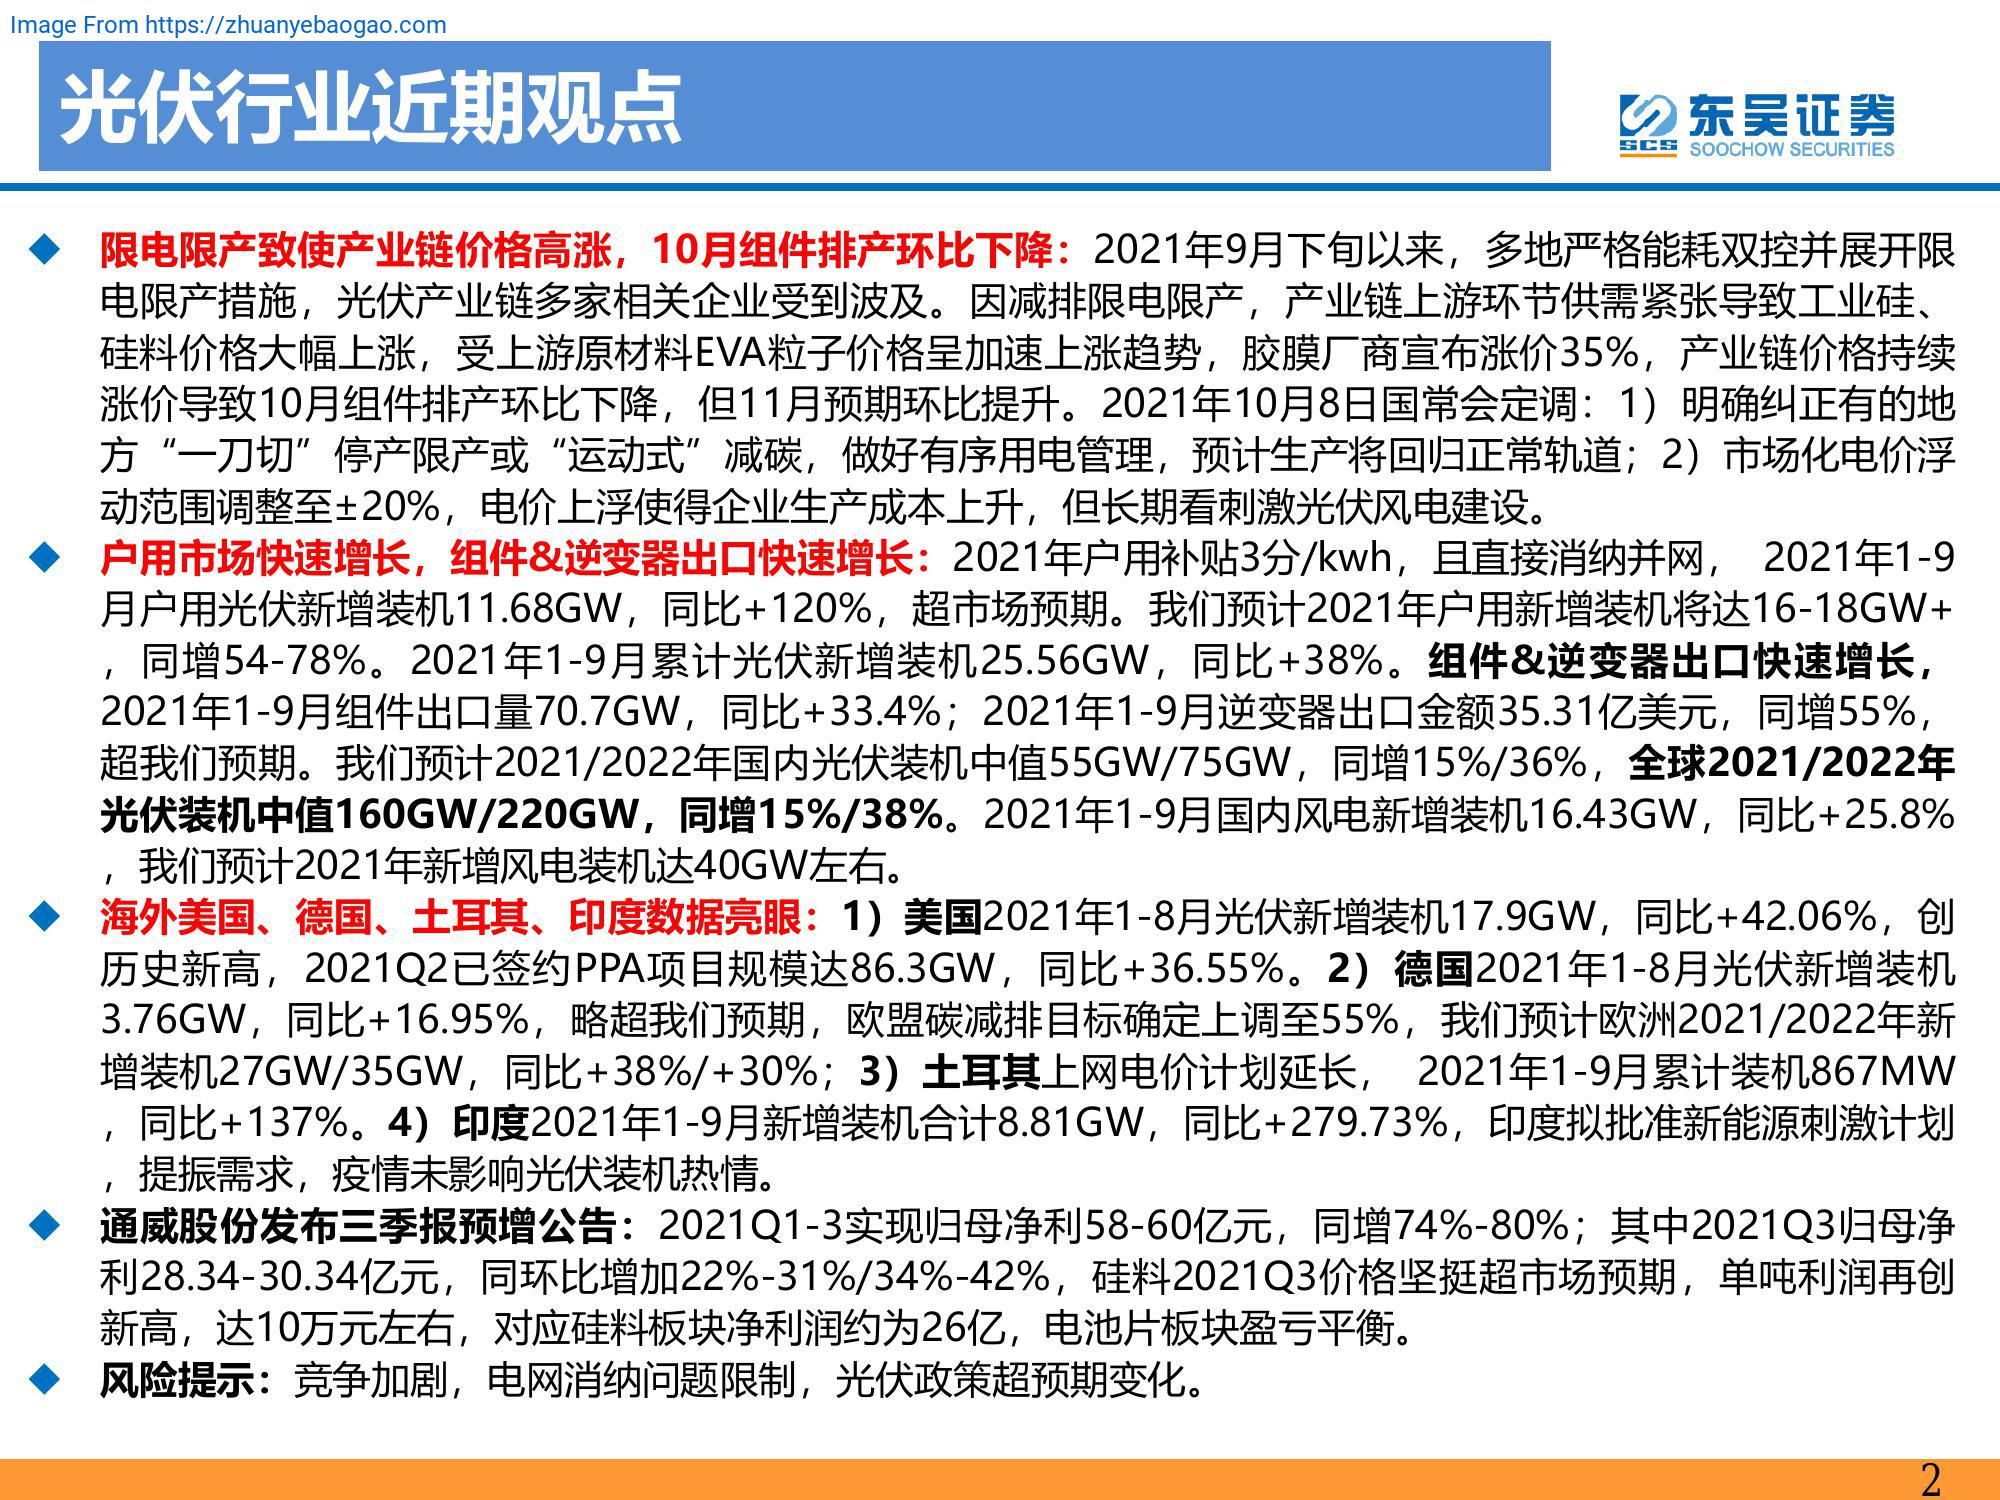 Image From https://zhuanyebaogao.com
光伏行业近期观点
东吴证券
SCS SOOCHOW SECURITIES
◆ 限电限产致使产业链价格高涨，10月组件排产环比下降：2021年9月下旬以来，多地严格能耗双控并展开限
电限产措施，光伏产业链多家相关企业受到波及。因减排限电限产，产业链上游环节供需紧张导致工业硅、
硅料价格大幅上涨，受上游原材料EVA粒子价格呈加速上涨趋势，胶膜厂商宣布涨价35%，产业链价格持续
涨价导致10月组件排产环比下降，但11月预期环比提升。2021年10月8日国常会定调：1）明确纠正有的地
方“一刀切”停产限产或“运动式”减碳，做好有序用电管理，预计生产将回归正常轨道；2）市场化电价浮
动范围调整至±20%，电价上浮使得企业生产成本上升，但长期看刺激光伏风电建设。
◆ 户用市场快速增长，组件&逆变器出口快速增长：2021年户用补贴3分/kwh，且直接消纳并网， 2021年1-9
月户用光伏新增装机11.68GW，同比+120%，超市场预期。我们预计2021年户用新增装机将达16-18GW+
，同增54-78%。2021年1-9月累计光伏新增装机25.56GW，同比+38%。组件&逆变器出口快速增长，
2021年1-9月组件出口量70.7GW，同比+33.4%；2021年1-9月逆变器出口金额35.31亿美元，同增55%，
超我们预期。我们预计2021/2022年国内光伏装机中值55GW/75GW，同增15%/36%，全球2021/2022年
光伏装机中值160GW/220GW，同增15%/38%。2021年1-9月国内风电新增装机16.43GW，同比+25.8%
，我们预计2021年新增风电装机达40GW左右。
◆ 海外美国、德国、土耳其、印度数据亮眼：1）美国2021年1-8月光伏新增装机17.9GW，同比+42.06%，创
历史新高，2021Q2已签约PPA项目规模达86.3GW，同比+36.55%。2）德国2021年1-8月光伏新增装机
3.76GW，同比+16.95%，略超我们预期，欧盟碳减排目标确定上调至55%，我们预计欧洲2021/2022年新
增装机27GW/35GW，同比+38%/+30%；3）土耳其上网电价计划延长， 2021年1-9月累计装机867MW
，同比+137%。4）印度2021年1-9月新增装机合计8.81GW，同比+279.73%，印度拟批准新能源刺激计划
，提振需求，疫情未影响光伏装机热情。
◆ 通威股份发布三季报预增公告：2021Q1-3实现归母净利58-60亿元，同增74%-80%；其中2021Q3归母净
利28.34-30.34亿元，同环比增加22%-31%/34%-42%，硅料2021Q3价格坚挺超市场预期，单吨利润再创
新高，达10万元左右，对应硅料板块净利润约为26亿，电池片板块盈亏平衡。
◆ 风险提示：竞争加剧，电网消纳问题限制，光伏政策超预期变化。
2